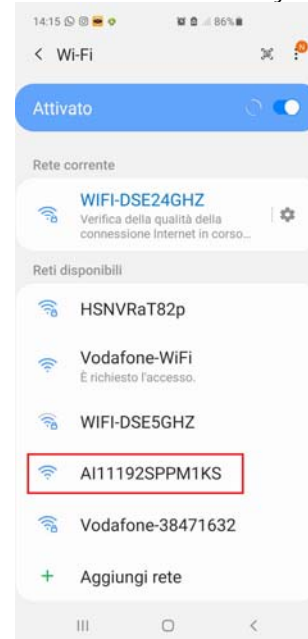 14:15 86%
Wi-Fi
Attivato
Rete corrente
WIFI-DSE24GHZ
Verifica della qualità della
connessione Internet in corso...
Reti disponibili
HSNVRaT82p
Vodafone-WiFi
È richiesto l'accesso.
WIFI-DSE5GHZ
AI11192SPPM1KS
Vodafone-38471632
+ Aggiungi rete